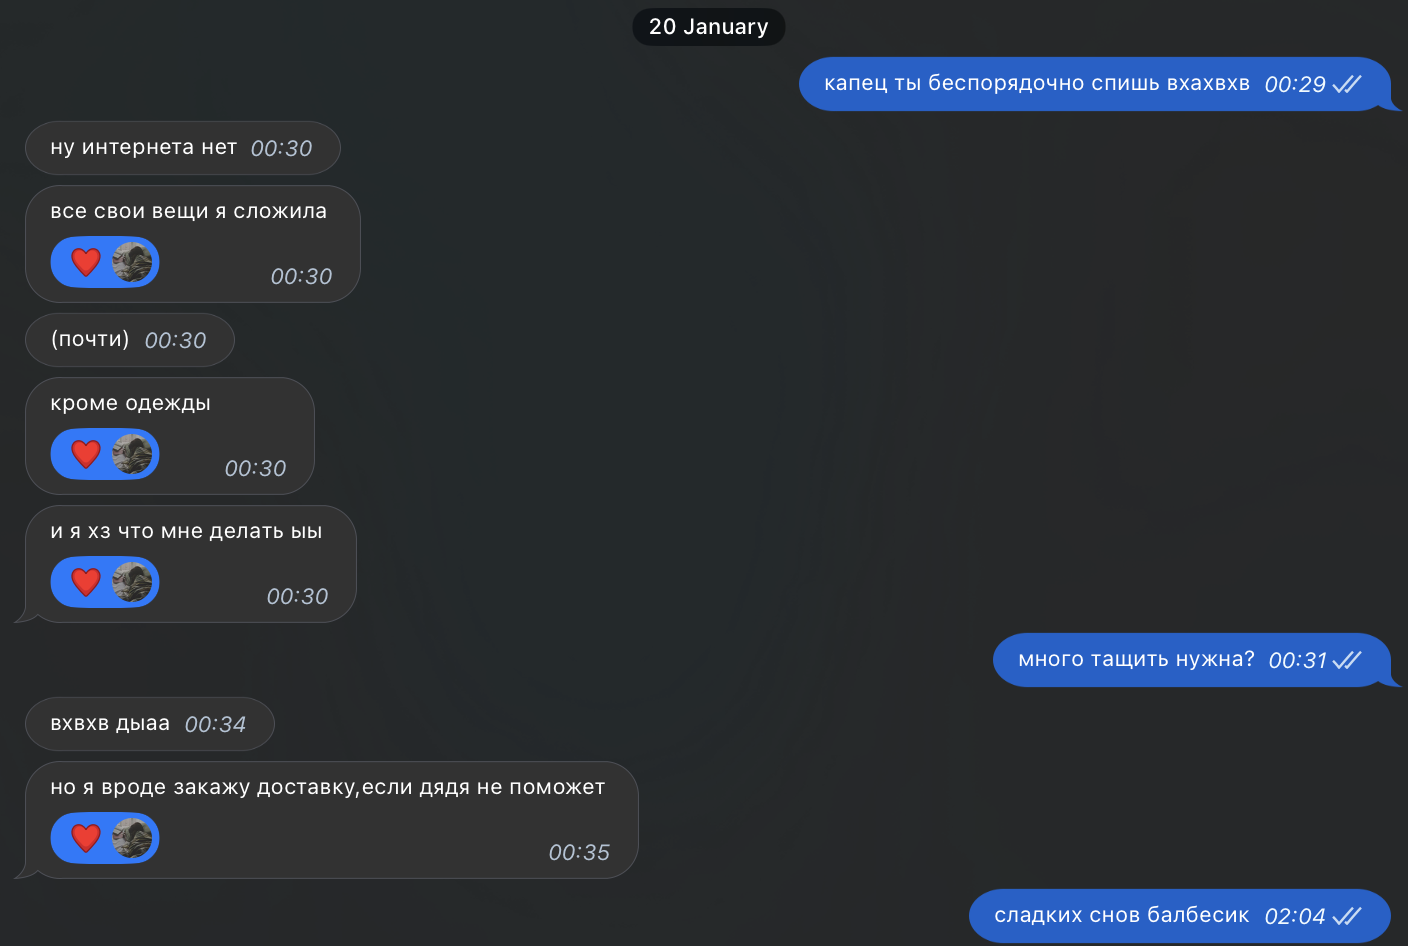 20 January
капец ты беспорядочно спишь вхахвхв 00:29
ну интернета нет 00:30
все свои вещи я сложила
00:30
(почти) 00:30
кроме одежды
00:30
и я хз что мне делать ыы
00:30
много тащить нужна? 00:31
вхвхв дыаа 00:34
но я вроде закажу доставку,если дядя не поможет
00:35
сладких снов балбесик 02:04